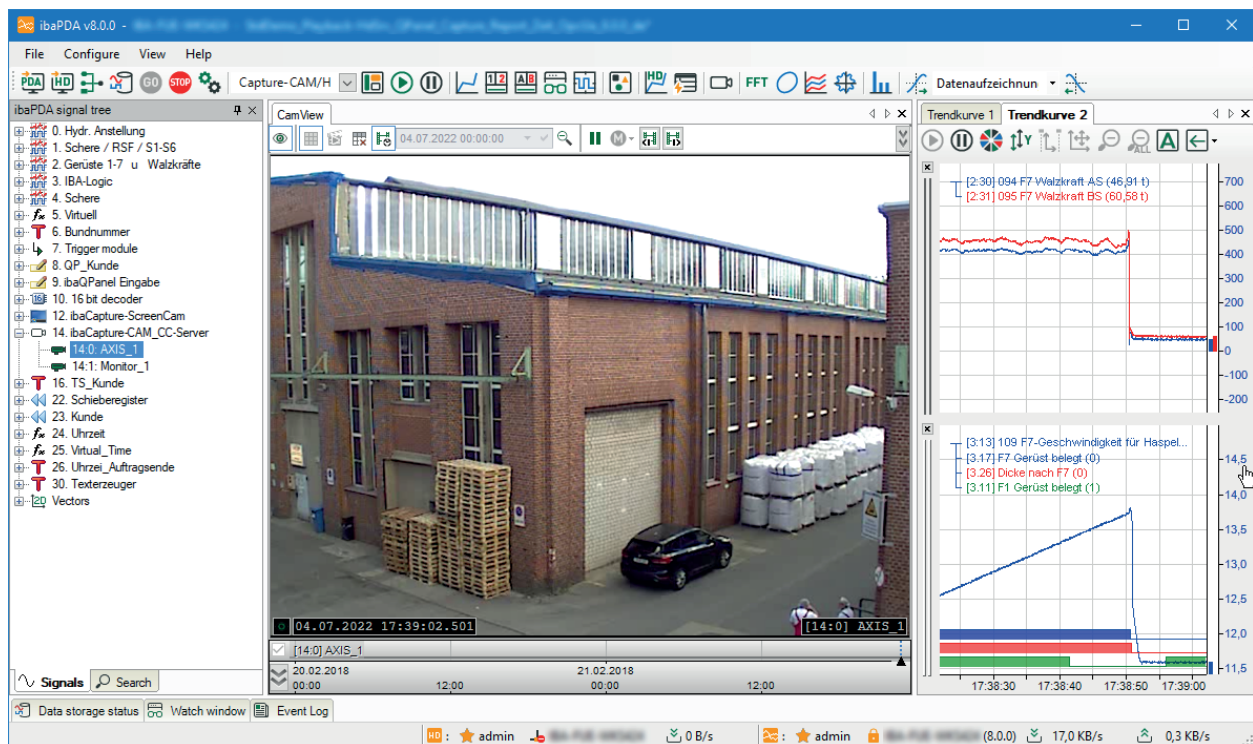 ibaPDA v8.0.0 -
File Configure View Help
PDA HD GO STOP Capture-CAM/H HD FFT Datenaufzeichnun
ibaPDA signal tree
0. Hydr. Anstellung
1. Schere / RSF / S1-S6
2. Gerüste 1-7 u Walzkräfte
3. IBA-Logic
4. Schere
5. Virtuell
6. Bundnummer
7. Trigger module
8. QP_Kunde
9. ibaQPanel Eingabe
10. 16 bit decoder
12. ibaCapture-ScreenCam
14. ibaCapture-CAM_CC-Server
14:0: AXIS_1
14:1: Monitor_1
16. TS_Kunde
22. Schieberegister
23. Kunde
24. Uhrzeit
25. Virtual_Time
26. Uhrzei_Auftragsende
30. Texterzeuger
Vectors
Signals Search
CamView
04.07.2022 00:00:00
4 4
04.07.2022 17:39:02.501 [14:0] AXIS_1
[14:0] AXIS_1
20.02.2018 21.02.2018
00:00 12:00 00:00 12:00
Trendkurve 1 Trendkurve 2
Y ALL A
[2:30] 094 F7 Walzkraft AS (46,91 t)
[2:31] 095 F7 Walzkraft BS (60,58 t)
700
600
500
400
300
200
100
0
-100
-200
[3:13] 109 F7-Geschwindigkeit für Haspel...
[3.17] F7 Gerüst belegt (0)
[3.26] Dicke nach F7 (0)
[3.11] F1 Gerüst belegt (1)
14,5
14,0
13,5
13,0
12,5
12,0
11,5
17:38:30 17:38:40 17:38:50 17:39:00
Data storage status Watch window Event Log
HD : admin 0 B/s : admin (8.0.0) 17,0 KB/s 0,3 KB/s